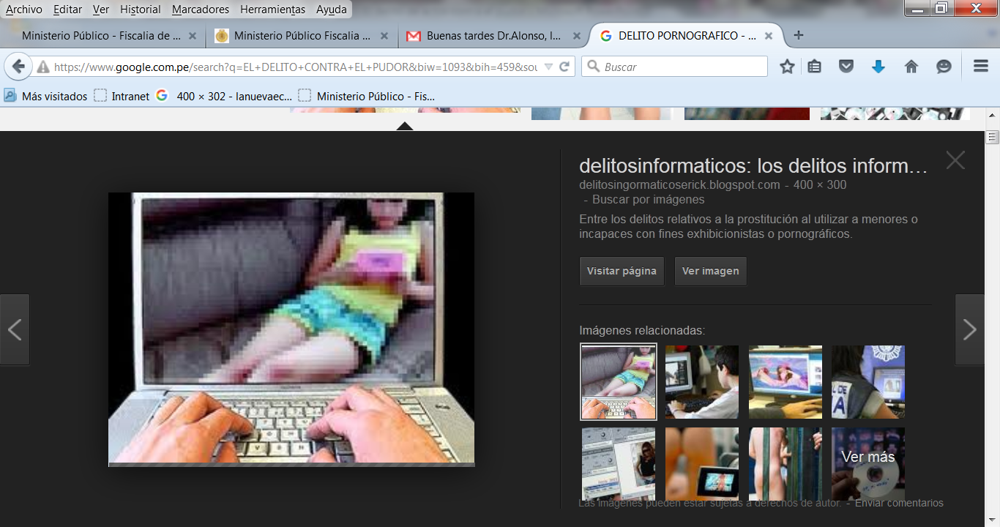 Archivo Editar Ver Historial Marcadores Herramientas Ayuda
Ministerio Público - Fiscalia de ... Ministerio Público Fiscalia ... Buenas tardes Dr.Alonso, l... DELITO PORNOGRAFICO - ...
https://www.google.com.pe/search?q=EL+DELITO+CONTRA+EL+PUDOR&biw=1093&bih=459&sou Buscar
Más visitados Intranet 400 × 302 - lanuevaec... Ministerio Público - Fis...
delitosinformaticos: los delitos inform...
delitosingormaticoserick.blogspot.com - 400 × 300
- Buscar por imágenes
Entre los delitos relativos a la prostitución al utilizar a menores o
incapaces con fines exhibicionistas o pornográficos.
Visitar página Ver imagen
Imágenes relacionadas:
Ver más
Las imágenes pueden estar sujetas a derechos de autor. - Enviar comentarios